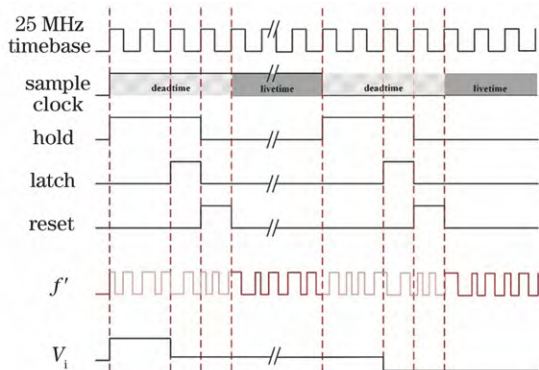 25 MHz
timebase
sample
clock
deadtime
livetime
deadtime
livetime
hold
latch
reset
f′
Vi